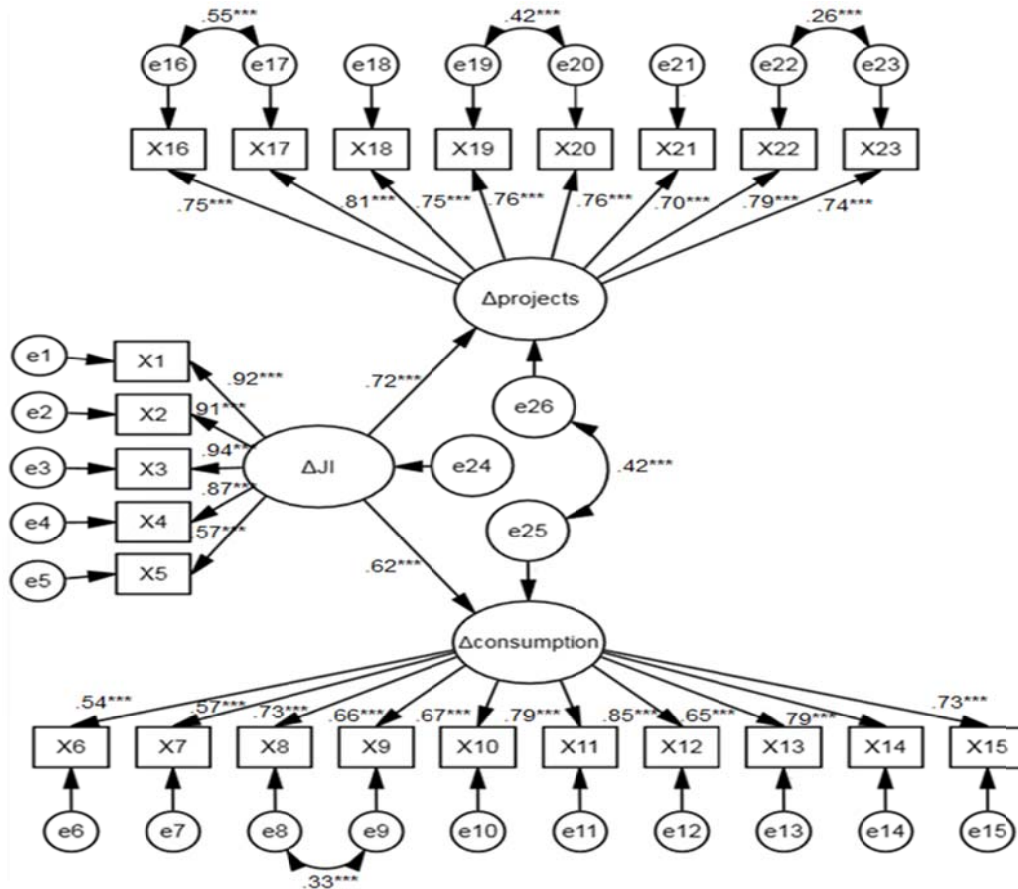 .55*** .42*** .26***
e16 e17 e18 e19 e20 e21 e22 e23
X16 X17 X18 X19 X20 X21 X22 X23
.75*** .81*** .75*** .76*** .76*** .70*** .79*** .74***
Δprojects
e1 X1
.92*** .72***
e2 X2 .91*** e26
e3 X3 .94*** ΔJI e24 .42***
.87***
e4 X4 .57*** e25
e5 X5 .62***
Δconsumption
.54*** .57*** .73*** .66*** .67*** .79*** .85*** .65*** .79*** .73***
X6 X7 X8 X9 X10 X11 X12 X13 X14 X15
e6 e7 e8 e9 e10 e11 e12 e13 e14 e15
.33***